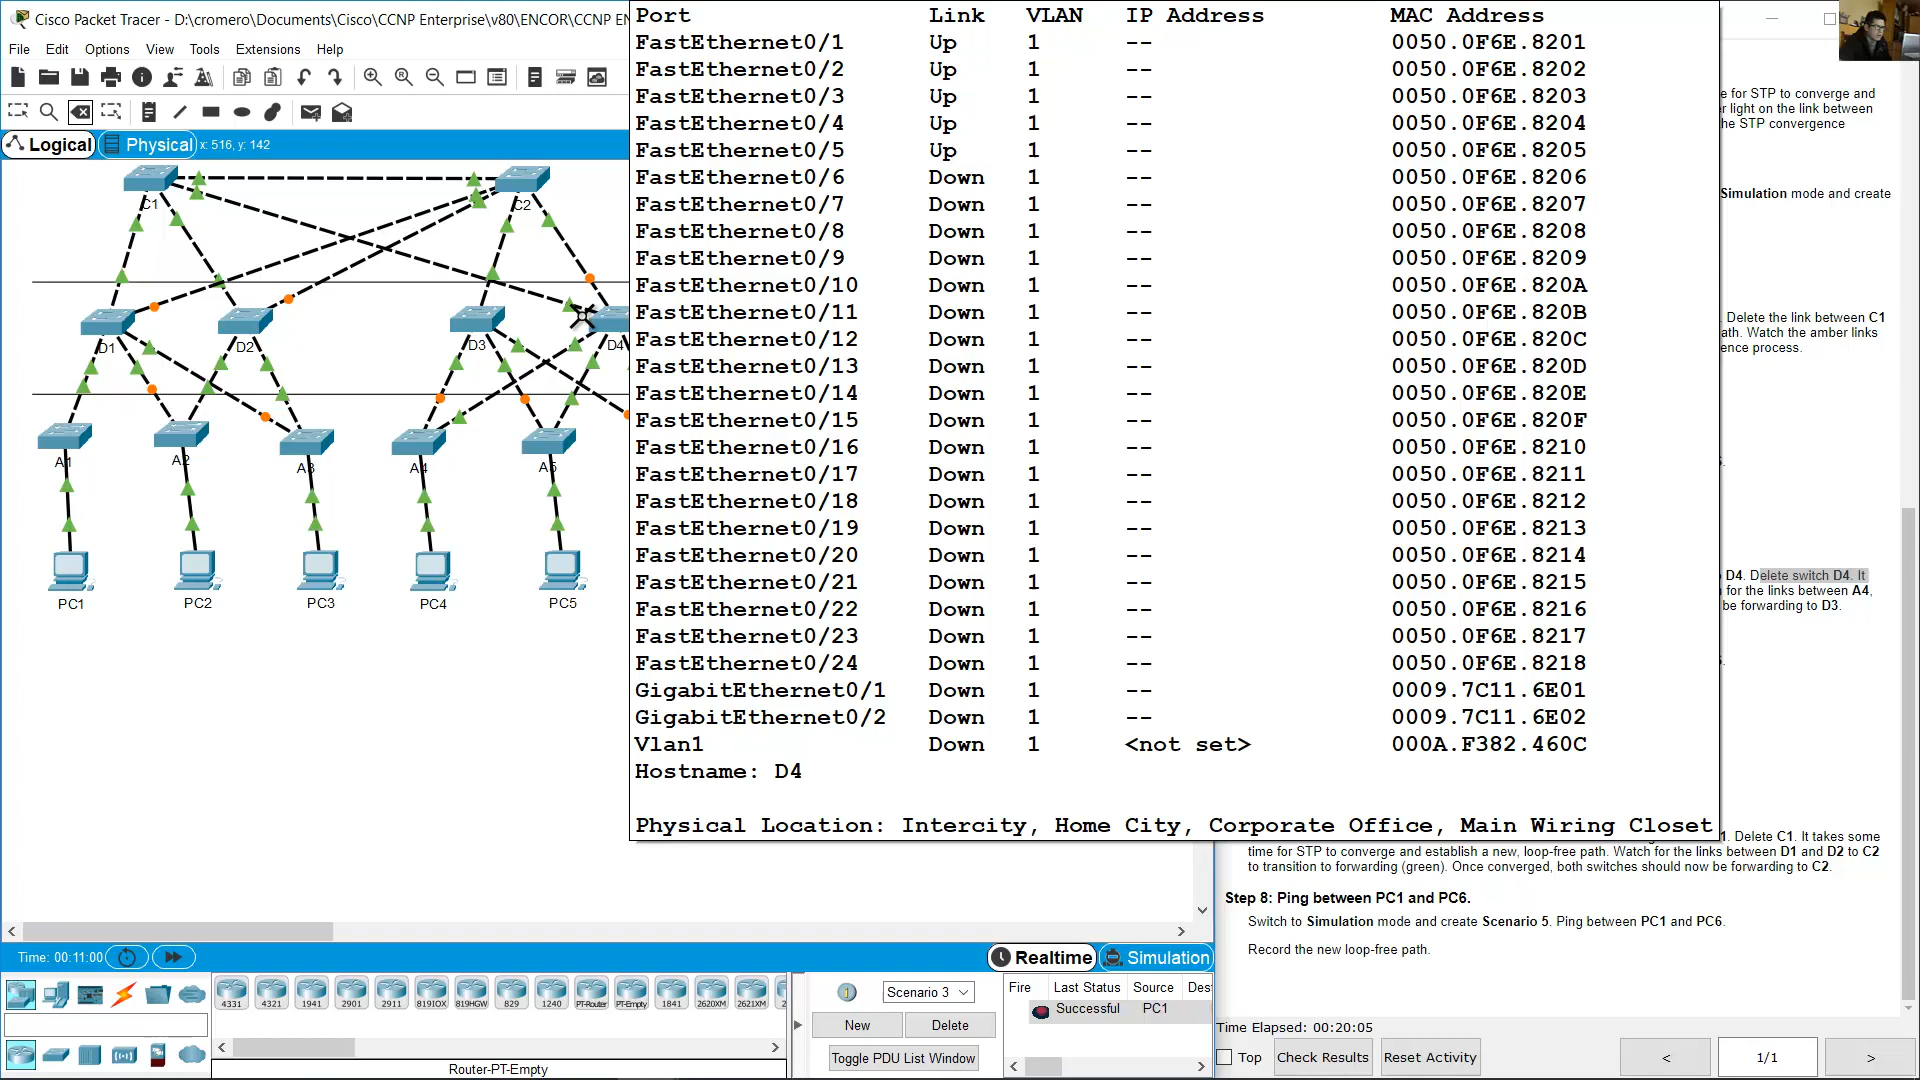 Cisco Packet Tracer - D:\cromero\Documents\Cisco\CCNP Enterprise\v80\ENCOR\CCNP EN
File Edit Options View Tools Extensions Help
Logical Physical x: 516, y: 142
C1
C2
D1
D2
D3
D4
A1
A2
A3
A4
A5
PC1
PC2
PC3
PC4
PC5
Port Link VLAN IP Address MAC Address
FastEthernet0/1 Up 1 -- 0050.0F6E.8201
FastEthernet0/2 Up 1 -- 0050.0F6E.8202
FastEthernet0/3 Up 1 -- 0050.0F6E.8203
FastEthernet0/4 Up 1 -- 0050.0F6E.8204
FastEthernet0/5 Up 1 -- 0050.0F6E.8205
FastEthernet0/6 Down 1 -- 0050.0F6E.8206
FastEthernet0/7 Down 1 -- 0050.0F6E.8207
FastEthernet0/8 Down 1 -- 0050.0F6E.8208
FastEthernet0/9 Down 1 -- 0050.0F6E.8209
FastEthernet0/10 Down 1 -- 0050.0F6E.820A
FastEthernet0/11 Down 1 -- 0050.0F6E.820B
FastEthernet0/12 Down 1 -- 0050.0F6E.820C
FastEthernet0/13 Down 1 -- 0050.0F6E.820D
FastEthernet0/14 Down 1 -- 0050.0F6E.820E
FastEthernet0/15 Down 1 -- 0050.0F6E.820F
FastEthernet0/16 Down 1 -- 0050.0F6E.8210
FastEthernet0/17 Down 1 -- 0050.0F6E.8211
FastEthernet0/18 Down 1 -- 0050.0F6E.8212
FastEthernet0/19 Down 1 -- 0050.0F6E.8213
FastEthernet0/20 Down 1 -- 0050.0F6E.8214
FastEthernet0/21 Down 1 -- 0050.0F6E.8215
FastEthernet0/22 Down 1 -- 0050.0F6E.8216
FastEthernet0/23 Down 1 -- 0050.0F6E.8217
FastEthernet0/24 Down 1 -- 0050.0F6E.8218
GigabitEthernet0/1 Down 1 -- 0009.7C11.6E01
GigabitEthernet0/2 Down 1 -- 0009.7C11.6E02
Vlan1 Down 1 <not set> 000A.F382.460C
Hostname: D4
Physical Location: Intercity, Home City, Corporate Office, Main Wiring Closet
e for STP to converge and
r light on the link between
he STP convergence
Simulation mode and create
Delete the link between C1
ath. Watch the amber links
ence process.
D4. Delete switch D4. It
for the links between A4,
be forwarding to D3.
1. Delete C1. It takes some
time for STP to converge and establish a new, loop-free path. Watch for the links between D1 and D2 to C2
to transition to forwarding (green). Once converged, both switches should now be forwarding to C2.
Step 8: Ping between PC1 and PC6.
Switch to Simulation mode and create Scenario 5. Ping between PC1 and PC6.
Record the new loop-free path.
Time: 00:11:00
Realtime Simulation
4331 4321 1941 2901 2911 819IOX 819HGW 829 1240 PT-Router PT-Empty 1841 2620XM 2621XM 2
Router-PT-Empty
Scenario 3
New Delete
Toggle PDU List Window
Fire Last Status Source Dest
Successful PC1
Time Elapsed: 00:20:05
Top Check Results Reset Activity < 1/1 >